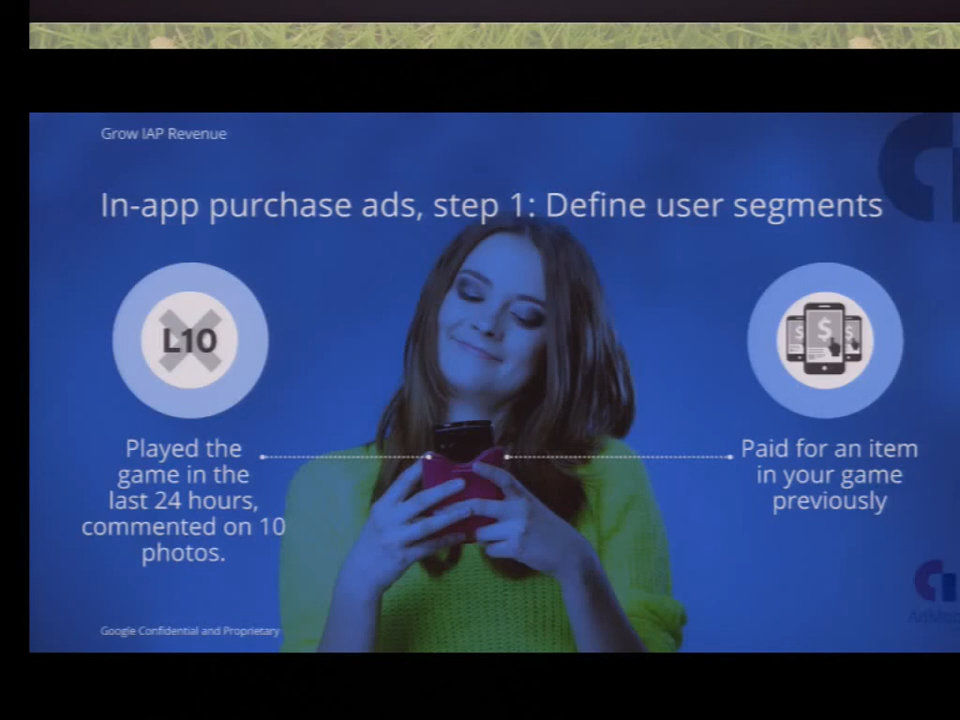 Grow IAP Revenue
In-app purchase ads, step 1: Define user segments
L10
$ $ $
Played the
game in the
last 24 hours,
commented on 10
photos.
Paid for an item
in your game
previously
Google Confidential and Proprietary
AdMob